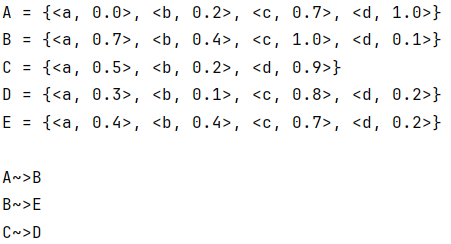 A = {<a, 0.0>, <b, 0.2>, <c, 0.7>, <d, 1.0>}
B = {<a, 0.7>, <b, 0.4>, <c, 1.0>, <d, 0.1>}
C = {<a, 0.5>, <b, 0.2>, <d, 0.9>}
D = {<a, 0.3>, <b, 0.1>, <c, 0.8>, <d, 0.2>}
E = {<a, 0.4>, <b, 0.4>, <c, 0.7>, <d, 0.2>}
A~>B
B~>E
C~>D